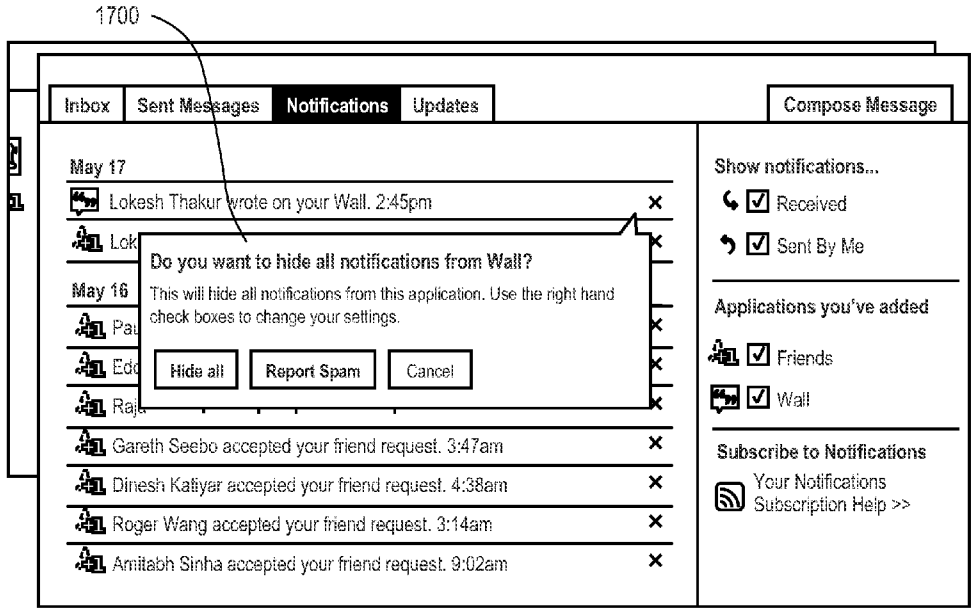 1700
Inbox Sent Messages Notifications Updates Compose Message
May 17
Lokesh Thakur wrote on your Wall. 2:45pm
Lok
Do you want to hide all notifications from Wall?
This will hide all notifications from this application. Use the right hand
check boxes to change your settings.
Hide all Report Spam Cancel
May 16
Pau
Edo
Raja
Gareth Seebo accepted your friend request. 3:47am
Dinesh Katiyar accepted your friend request. 4:38am
Roger Wang accepted your friend request. 3:14am
Amitabh Sinha accepted your friend request. 9:02am
Show notifications...
Received
Sent By Me
Applications you've added
Friends
Wall
Subscribe to Notifications
Your Notifications
Subscription Help >>